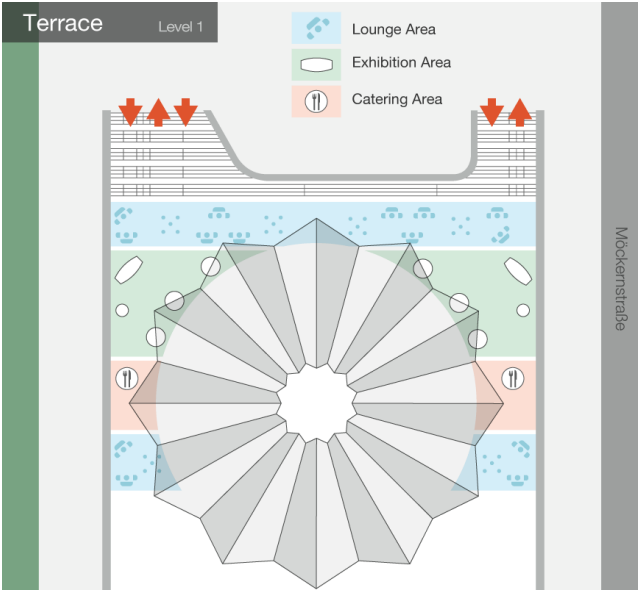 Terrace
Level 1
Lounge Area
Exhibition Area
Catering Area
Möckernstraße